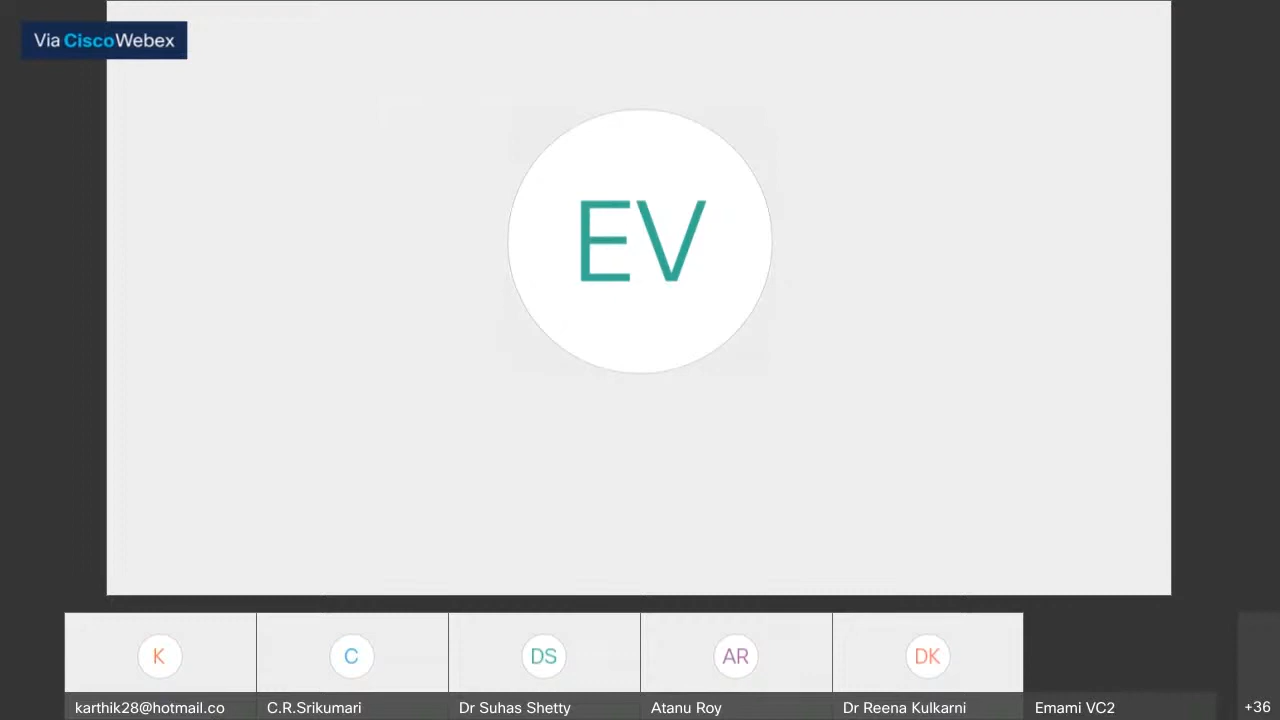 Via CiscoWebex
EV
K
C
DS
AR
DK
karthik28@hotmail.co
C.R.Srikumari
Dr Suhas Shetty
Atanu Roy
Dr Reena Kulkarni
Emami VC2
+36